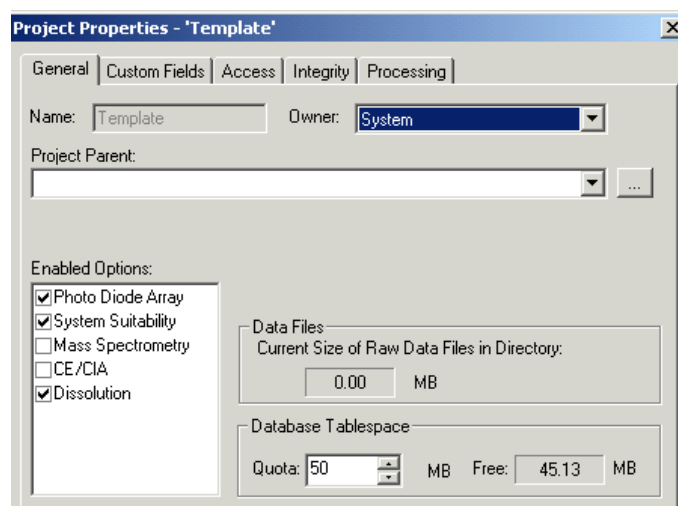 Project Properties - 'Template'
General Custom Fields Access Integrity Processing
Name: Template Owner: System
Project Parent:
...
Enabled Options:
Photo Diode Array
System Suitability
Mass Spectrometry
CE/CIA
Dissolution
Data Files
Current Size of Raw Data Files in Directory:
0.00 MB
Database Tablespace
Quota: 50 MB Free: 45.13 MB